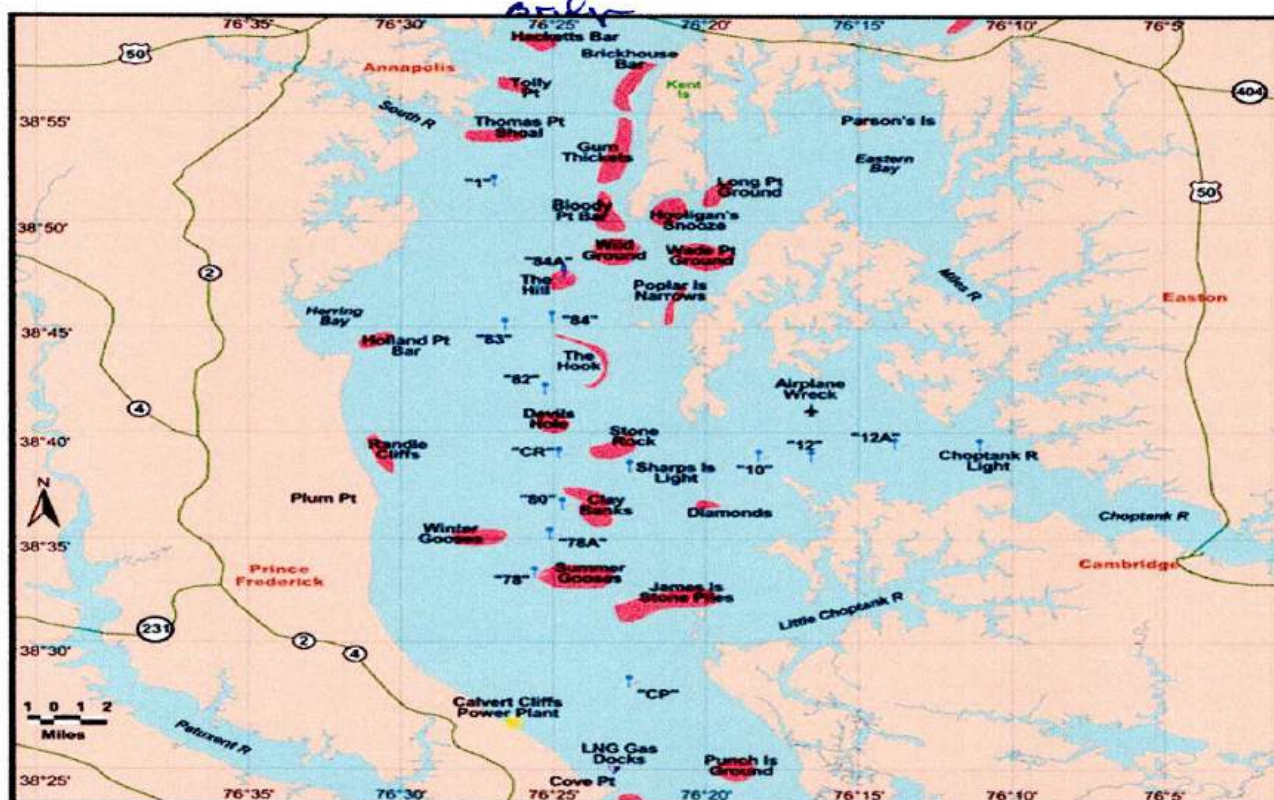 Bridge
76°35'
76°30'
76°25'
76°20'
76°10'
76°5'
Hacketts Bar
50
Annapolis
Brickhouse
Bar
Tolly
Pt
Kent
Is
404
38°55'
South R
Thomas Pt
Shoal
Parson's Is
Gum
Thickets
Eastern
Bay
"1"
Long Pt
Ground
50
Bloody
Pt Bar
Hooligan's
Snooze
38°50'
Wild
Ground
Wade Pt
Ground
2
"84A"
The
Hill
Poplar Is
Narrows
Miles R
Easton
Herring
Bay
"84"
38°45'
"83"
Holland Pt
Bar
The
Hook
"82"
Airplane
Wreck
4
Devils
Hole
38°40'
Stone
Rock
Randle
Cliffs
"CR"
"12"
"12A"
Sharps Is
Light
"10"
Choptank R
Light
N
Plum Pt
"80"
Clay
Banks
Diamonds
Choptank R
Winter
Gooses
38°35'
"78A"
Prince
Frederick
"78"
Summer
Gooses
Cambridge
James Is
Stone Piles
Little Choptank R
231
2
38°30'
4
"CP"
Calvert Cliffs
Power Plant
1 0 1 2
Miles
Patuxent R
LNG Gas
Docks
Punch Is
Ground
38°25'
Cove Pt
76°35'
76°30'
76°25'
76°20'
76°15'
76°10'
76°5'